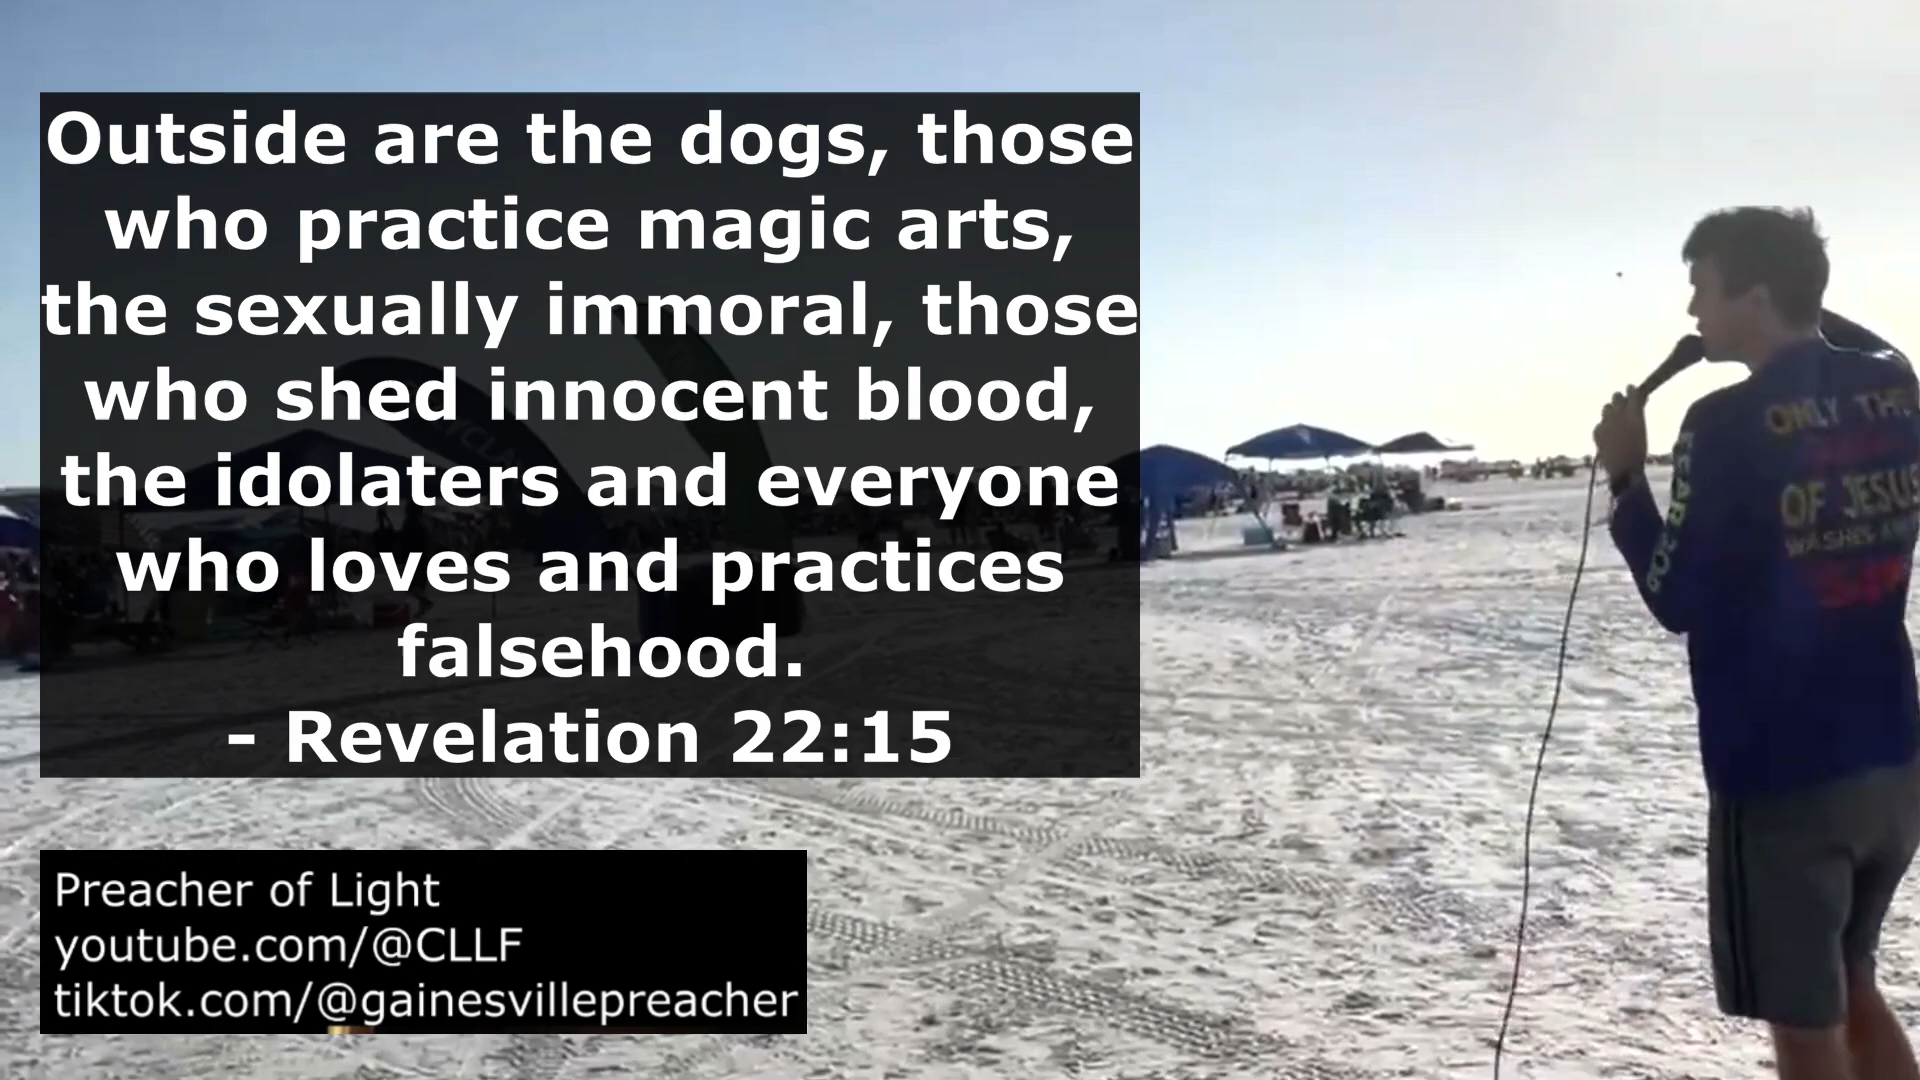 Outside are the dogs, those
who practice magic arts,
the sexually immoral, those
who shed innocent blood,
the idolaters and everyone
who loves and practices
falsehood.
- Revelation 22:15
Preacher of Light
youtube.com/@CLLF
tiktok.com/@gainesvillepreacher
ONLY THE
OF JESUS